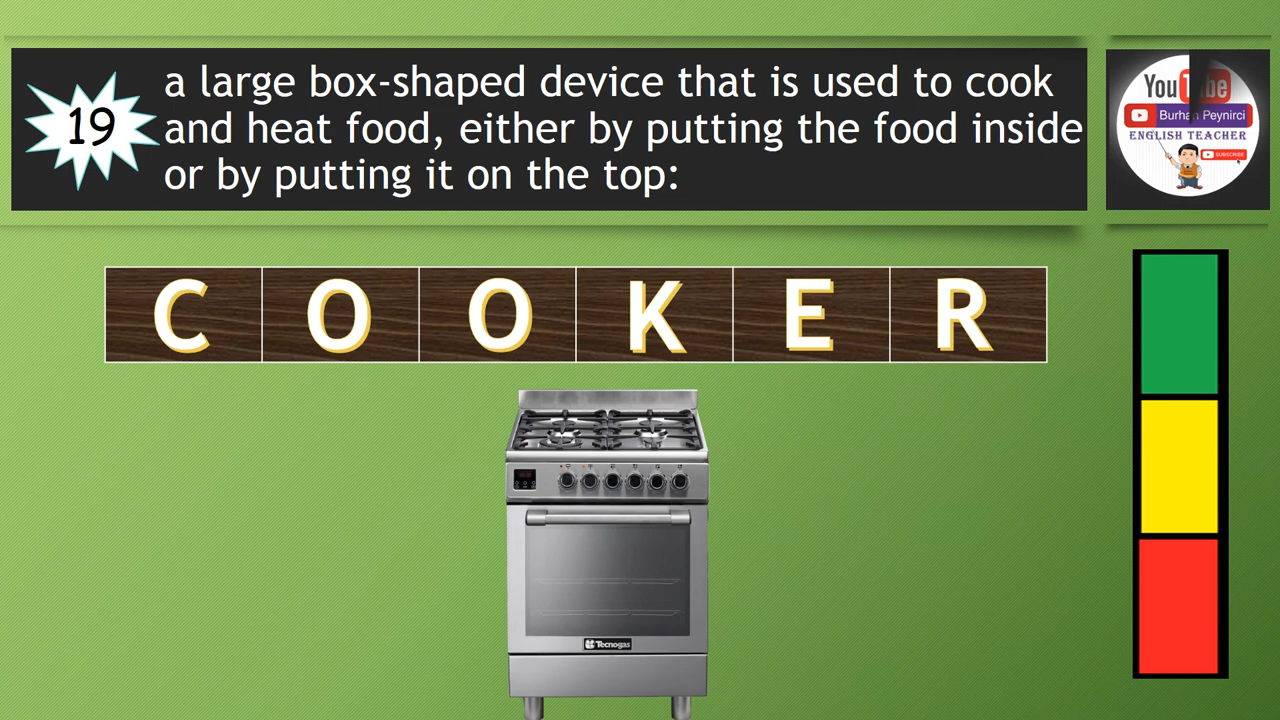 19
a large box-shaped device that is used to cook
and heat food, either by putting the food inside
or by putting it on the top:
YouTube
Burhan Peynirci
ENGLISH TEACHER
SUBSCRIBE
COOKER
Tecnogas